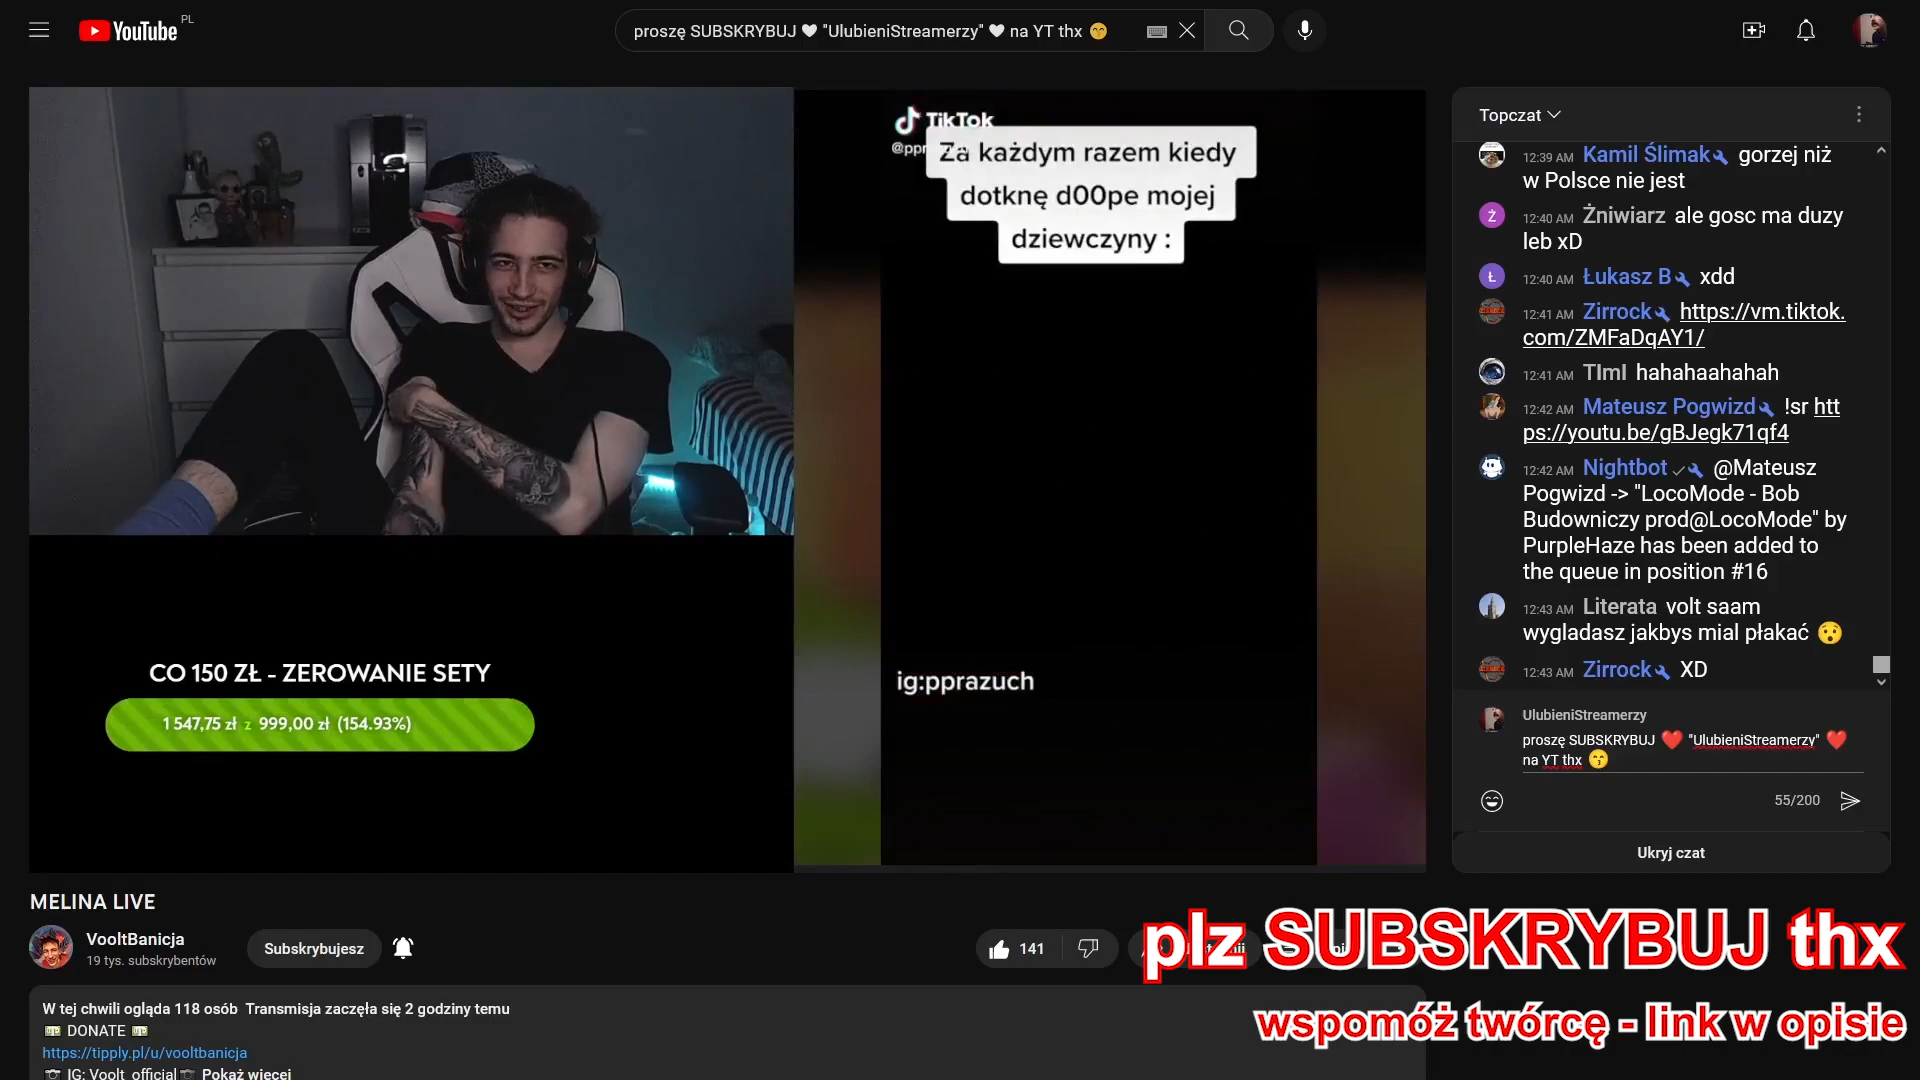 YouTube PL
proszę SUBSKRYBUJ 🤍 "UlubieniStreamerzy" 🤍 na YT thx 😙
TikTok
@ppr
Za każdym razem kiedy
dotknę d00pe mojej
dziewczyny :
ig:pprazuch
CO 150 ZŁ - ZEROWANIE SETY
1 547,75 zł z 999,00 zł (154.93%)
Topczat
12:39 AM Kamil Ślimak gorzej niż
w Polsce nie jest
Ż 12:40 AM Żniwiarz ale gosc ma duzy
leb xD
Ł 12:40 AM Łukasz B xdd
12:41 AM Zirrock https://vm.tiktok.
com/ZMFaDqAY1/
12:41 AM TImI hahahaahahah
12:42 AM Mateusz Pogwizd !sr htt
ps://youtu.be/gBJegk71qf4
12:42 AM Nightbot @Mateusz
Pogwizd -> "LocoMode - Bob
Budowniczy prod@LocoMode" by
PurpleHaze has been added to
the queue in position #16
12:43 AM Literata volt saam
wygladasz jakbys mial płakać 😯
12:43 AM Zirrock XD
UlubieniStreamerzy
proszę SUBSKRYBUJ ❤️ "UlubieniStreamerzy" ❤️
na YT thx 😙
55/200
Ukryj czat
MELINA LIVE
VooltBanicja
19 tys. subskrybentów
Subskrybujesz
141
plz SUBSKRYBUJ thx
wspomóż twórcę - link w opisie
W tej chwili ogląda 118 osób Transmisja zaczęła się 2 godziny temu
💵 DONATE 💵
https://tipply.pl/u/vooltbanicja
📷 IG: Voolt_official 📷 Pokaż więcej